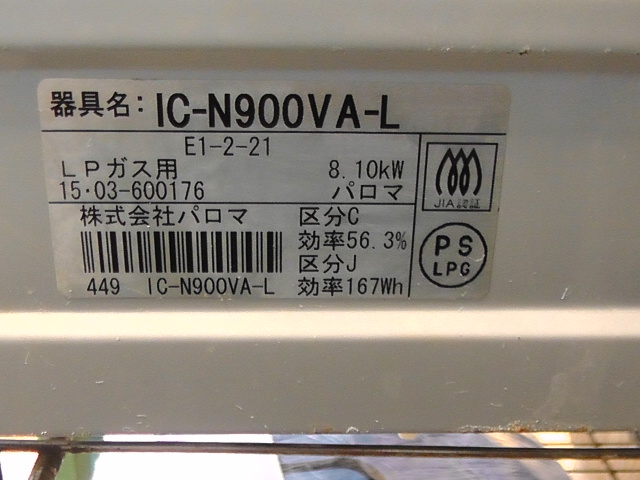 器具名: IC-N900VA-L
E1-2-21
LPガス用 8.10kW
15・03-600176 パロマ
JIA認証
株式会社パロマ 区分C
効率56.3%
区分J
449 IC-N900VA-L 効率167Wh
PS
LPG